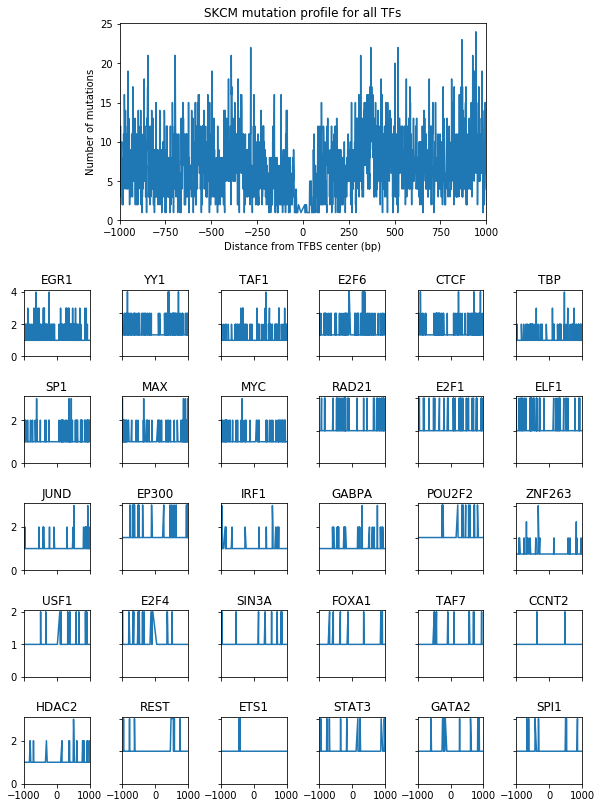 SKCM mutation profile for all TFs
25
20
15
10
5
0
Number of mutations
−1000 −750 −500 −250 0 250 500 750 1000
Distance from TFBS center (bp)
EGR1 YY1 TAF1 E2F6 CTCF TBP
4
2
0
SP1 MAX MYC RAD21 E2F1 ELF1
2
0
JUND EP300 IRF1 GABPA POU2F2 ZNF263
2
0
USF1 E2F4 SIN3A FOXA1 TAF7 CCNT2
2
1
0
HDAC2 REST ETS1 STAT3 GATA2 SPI1
2
0
−1000 0 1000 −1000 0 1000 −1000 0 1000 −1000 0 1000 −1000 0 1000 −1000 0 1000